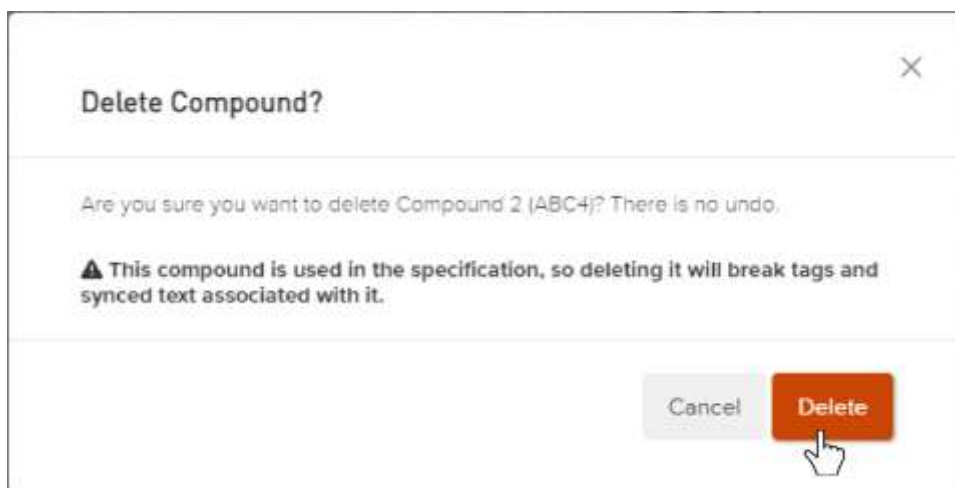 Delete Compound?
Are you sure you want to delete Compound 2 (ABC4)? There is no undo.
⚠ This compound is used in the specification, so deleting it will break tags and
synced text associated with it.
Cancel Delete